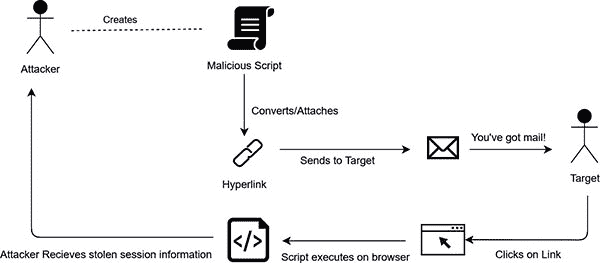 Creates
Attacker
Malicious Script
Converts/Attaches
Hyperlink
Sends to Target
You've got mail!
Target
Clicks on Link
Script executes on browser
</>
Attacker Recieves stolen session information